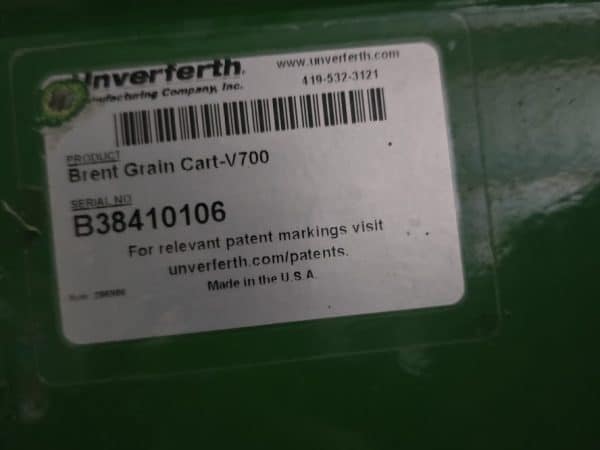 Unverferth
Manufacturing Company, Inc.
www.unverferth.com
419-532-3121
PRODUCT
Brent Grain Cart-V700
SERIAL NO
B38410106
For relevant patent markings visit
unverferth.com/patents.
Made in the U.S.A.